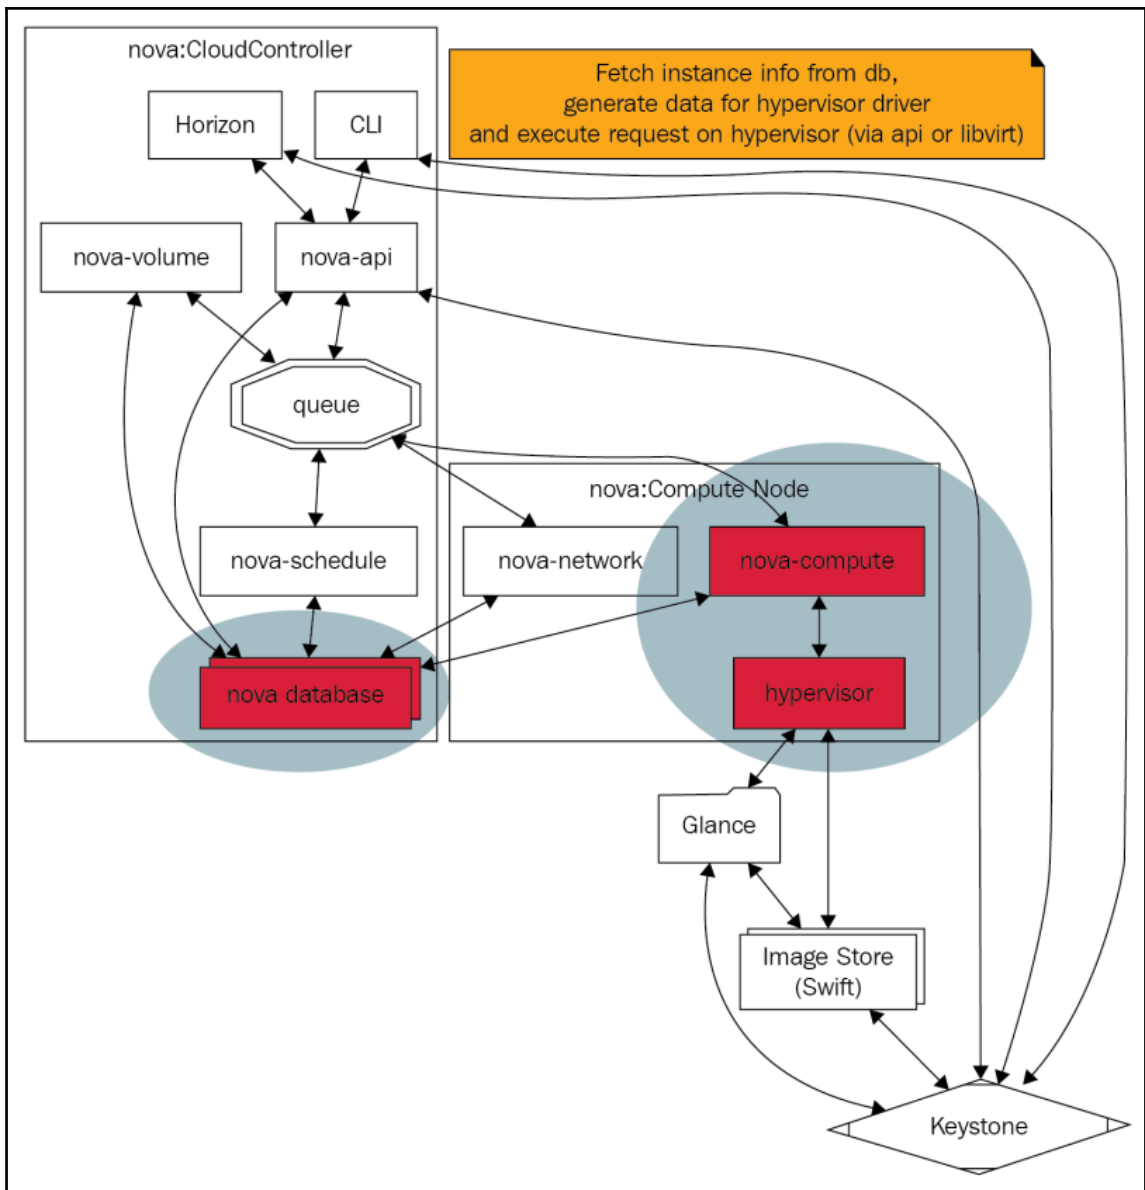 nova:CloudController
Fetch instance info from db,
generate data for hypervisor driver
and execute request on hypervisor (via api or libvirt)
Horizon
CLI
nova-volume
nova-api
queue
nova:Compute Node
nova-schedule
nova-network
nova-compute
nova database
hypervisor
Glance
Image Store
(Swift)
Keystone